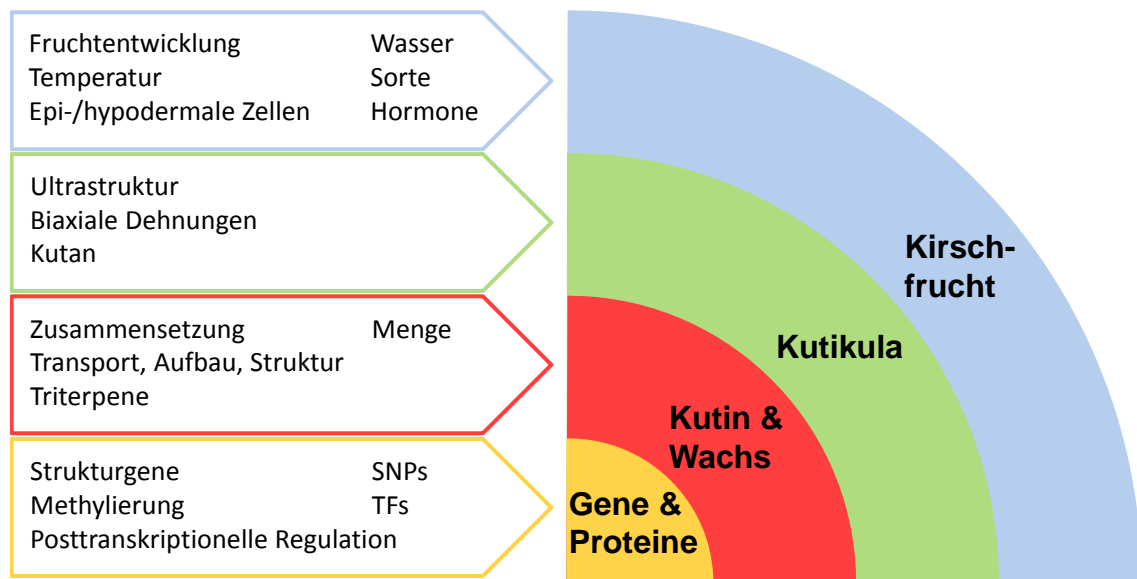 Fruchtentwicklung Wasser
Temperatur Sorte
Epi-/hypodermale Zellen Hormone
Ultrastruktur
Biaxiale Dehnungen
Kutan
Zusammensetzung Menge
Transport, Aufbau, Struktur
Triterpene
Strukturgene SNPs
Methylierung TFs
Posttranskriptionelle Regulation
Kirsch-
frucht
Kutikula
Kutin &
Wachs
Gene &
Proteine